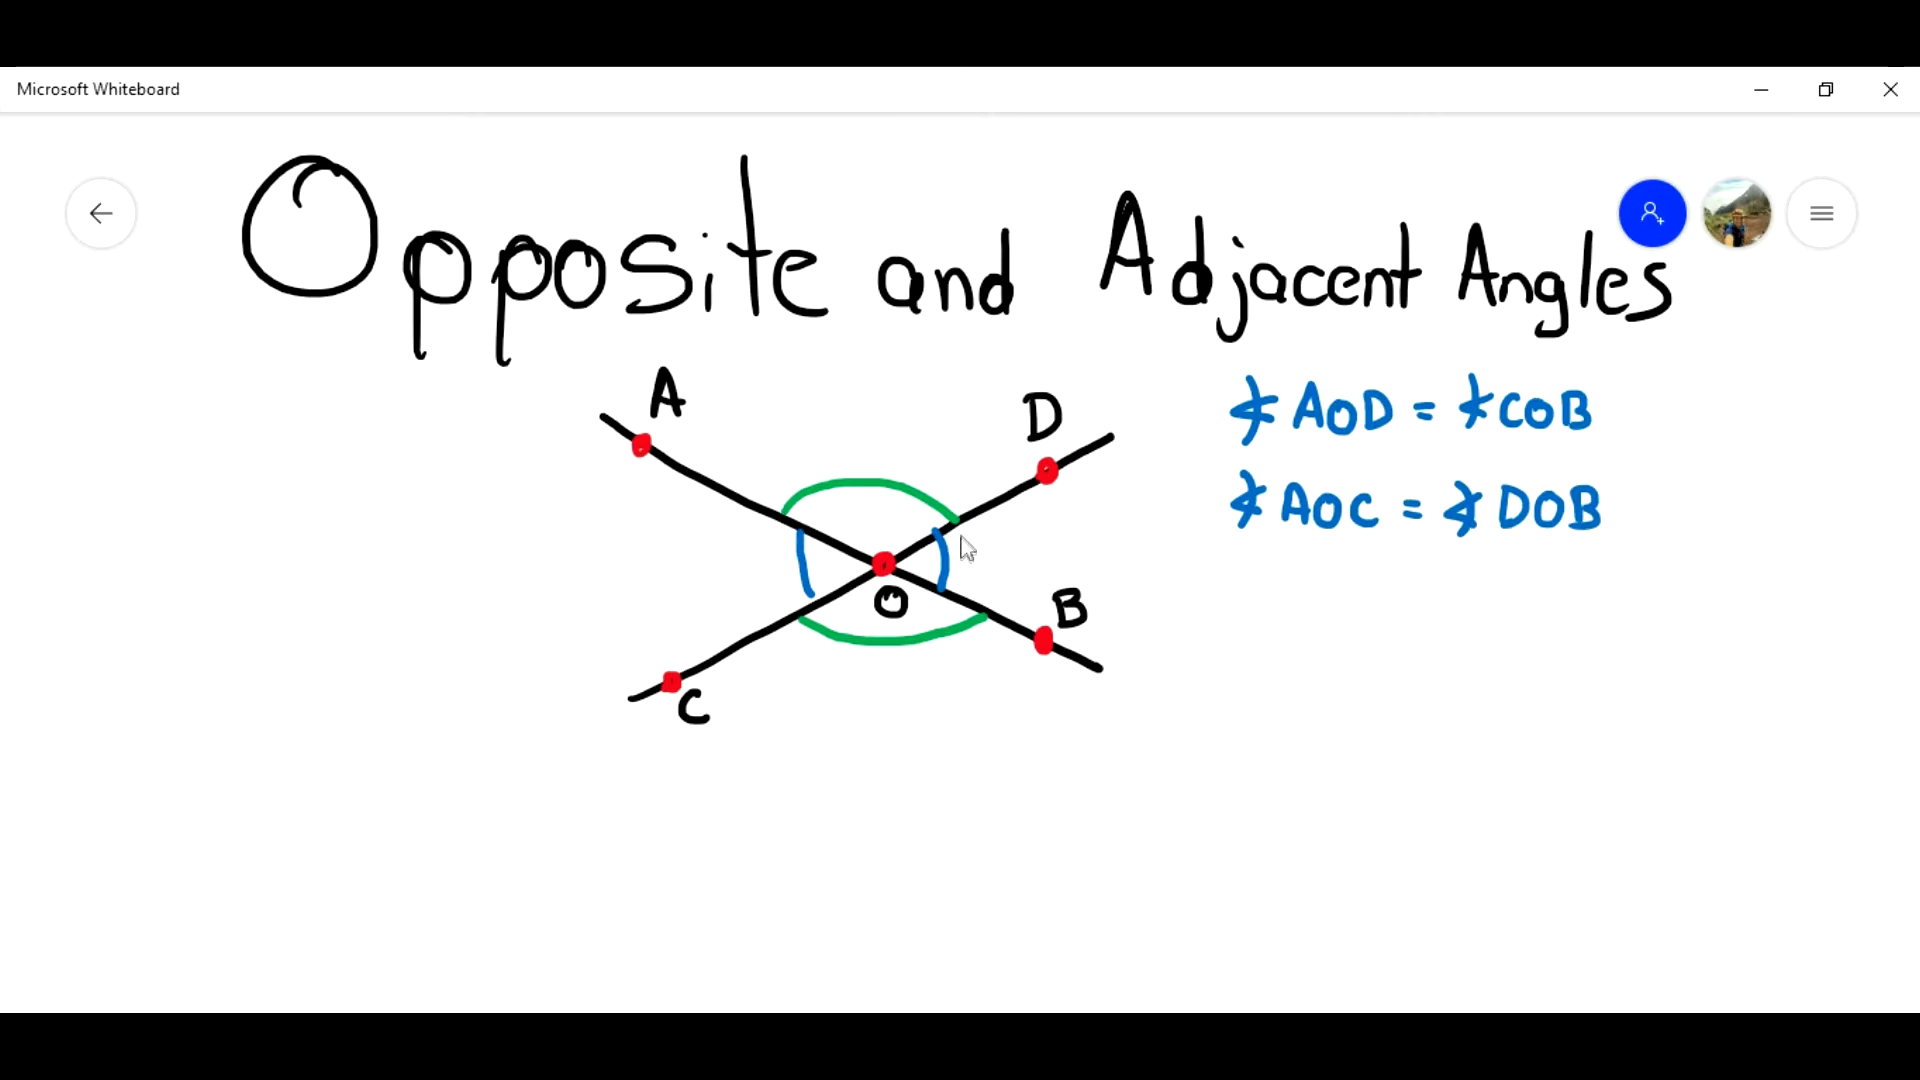 Microsoft Whiteboard
Opposite and Adjacent Angles
A
D
∢AOD = ∢COB
∢AOC = ∢DOB
O
B
C